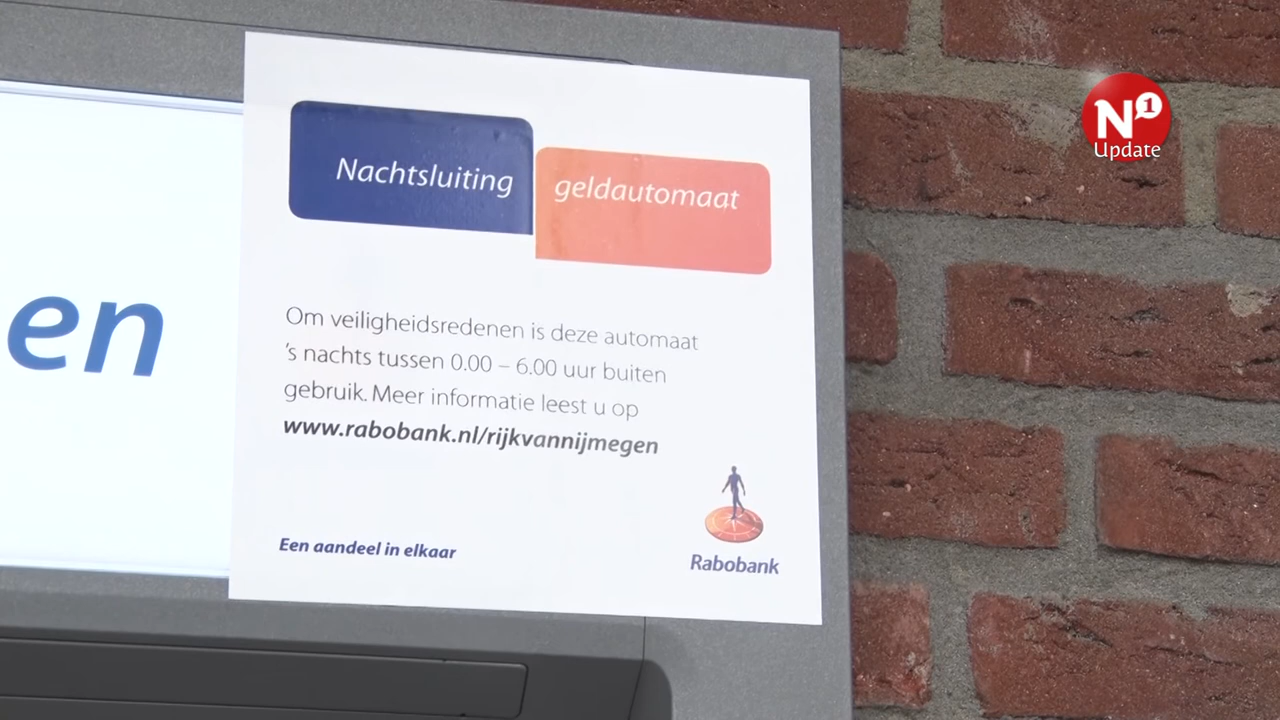 N1
Update
Nachtsluiting geldautomaat
en
Om veiligheidsredenen is deze automaat
's nachts tussen 0.00 – 6.00 uur buiten
gebruik. Meer informatie leest u op
www.rabobank.nl/rijkvannijmegen
Een aandeel in elkaar
Rabobank